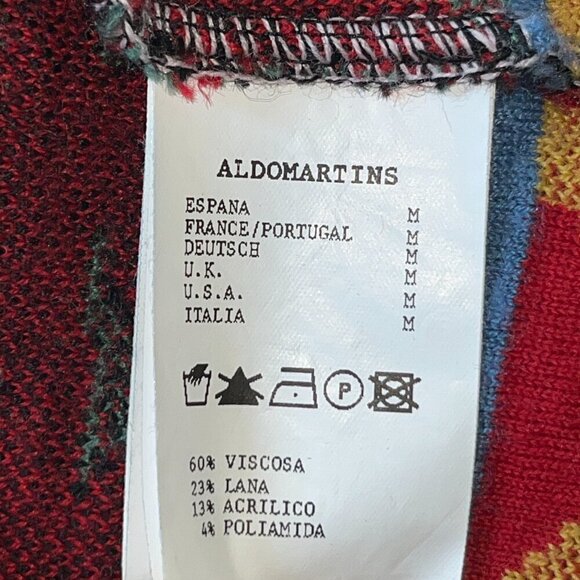 ALDOMARTINS
ESPANA M
FRANCE/PORTUGAL M
DEUTSCH M
U.K. M
U.S.A. M
ITALIA M
P
60% VISCOSA
23% LANA
13% ACRILICO
4% POLIAMIDA